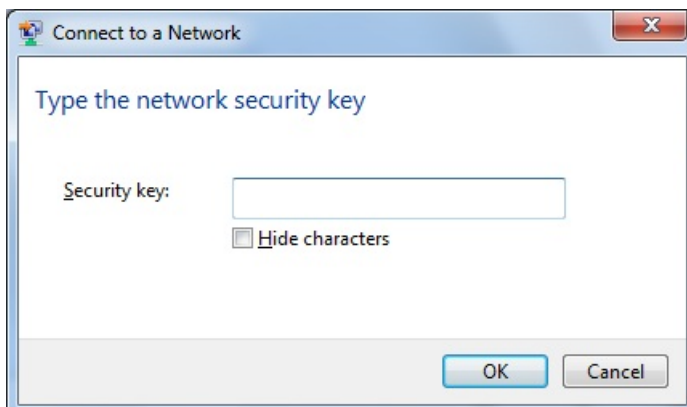 Connect to a Network
Type the network security key
Security key:
Hide characters
OK Cancel